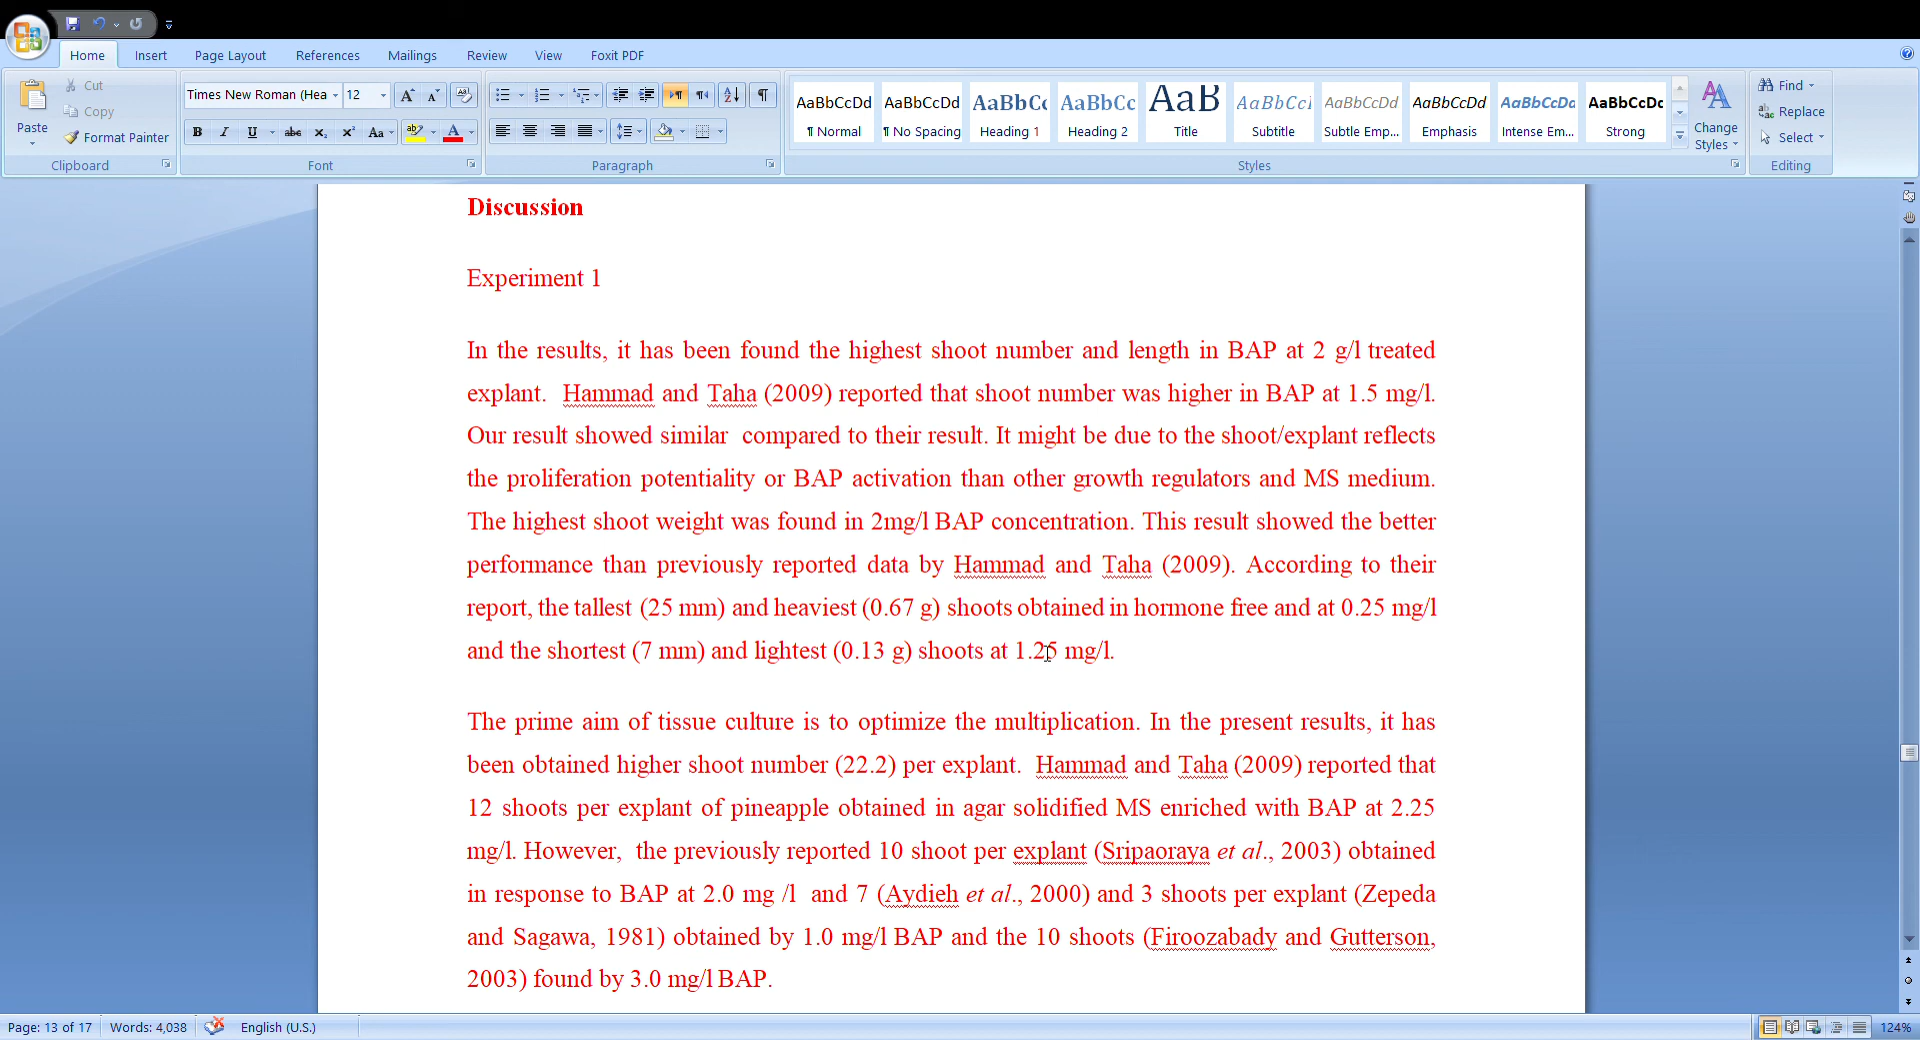 Home Insert Page Layout References Mailings Review View Foxit PDF
Paste
Cut
Copy
Format Painter
Clipboard
Times New Roman (Hea 12
Font
Paragraph
AaBbCcDd AaBbCcDd AaBbCc AaBbCc AaB AaBbCcI AaBbCcDd AaBbCcDd AaBbCcDc AaBbCcDc
¶ Normal ¶ No Spacing Heading 1 Heading 2 Title Subtitle Subtle Emp... Emphasis Intense Em... Strong
Styles
Change Styles
Find
Replace
Select
Editing
Discussion
Experiment 1
In the results, it has been found the highest shoot number and length in BAP at 2 g/l treated
explant. Hammad and Taha (2009) reported that shoot number was higher in BAP at 1.5 mg/l.
Our result showed similar compared to their result. It might be due to the shoot/explant reflects
the proliferation potentiality or BAP activation than other growth regulators and MS medium.
The highest shoot weight was found in 2mg/l BAP concentration. This result showed the better
performance than previously reported data by Hammad and Taha (2009). According to their
report, the tallest (25 mm) and heaviest (0.67 g) shoots obtained in hormone free and at 0.25 mg/l
and the shortest (7 mm) and lightest (0.13 g) shoots at 1.25 mg/l.
The prime aim of tissue culture is to optimize the multiplication. In the present results, it has
been obtained higher shoot number (22.2) per explant. Hammad and Taha (2009) reported that
12 shoots per explant of pineapple obtained in agar solidified MS enriched with BAP at 2.25
mg/l. However, the previously reported 10 shoot per explant (Sripaoraya et al., 2003) obtained
in response to BAP at 2.0 mg /l and 7 (Aydieh et al., 2000) and 3 shoots per explant (Zepeda
and Sagawa, 1981) obtained by 1.0 mg/l BAP and the 10 shoots (Firoozabady and Gutterson,
2003) found by 3.0 mg/l BAP.
Page: 13 of 17 Words: 4,038 English (U.S.) 124%